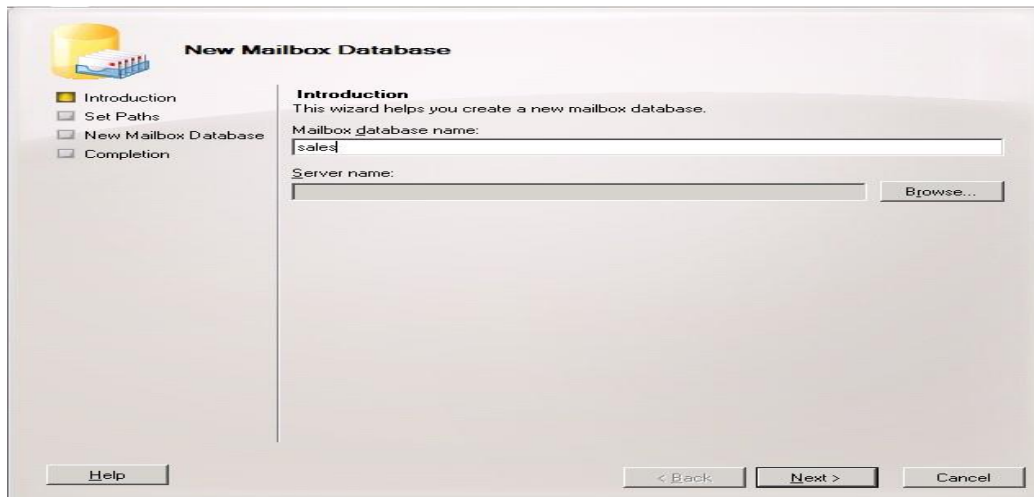 New Mailbox Database
Introduction
Set Paths
New Mailbox Database
Completion
Introduction
This wizard helps you create a new mailbox database.
Mailbox database name:
sales
Server name:
Browse...
Help
< Back
Next >
Cancel